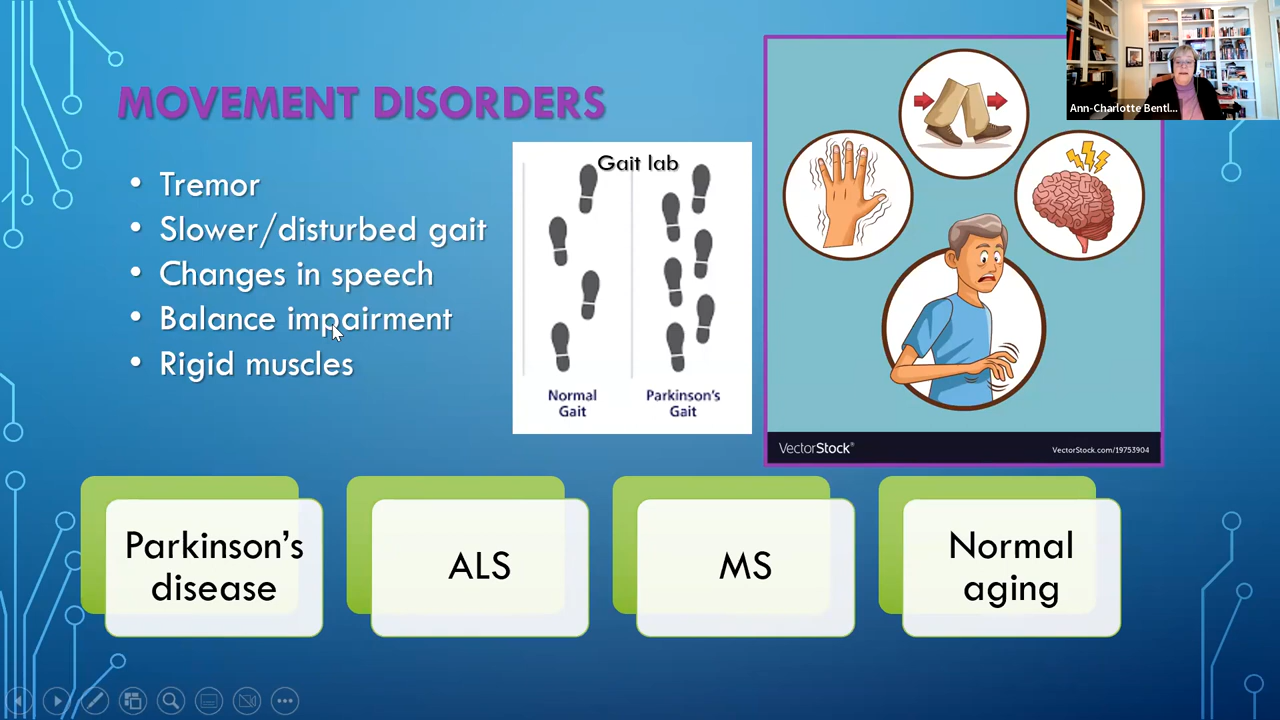 MOVEMENT DISORDERS
• Tremor
• Slower/disturbed gait
• Changes in speech
• Balance impairment
• Rigid muscles
Gait lab
Normal
Gait
Parkinson's
Gait
VectorStock®
VectorStock.com/19753904
Ann-Charlotte Bentl...
Parkinson's
disease
ALS
MS
Normal
aging